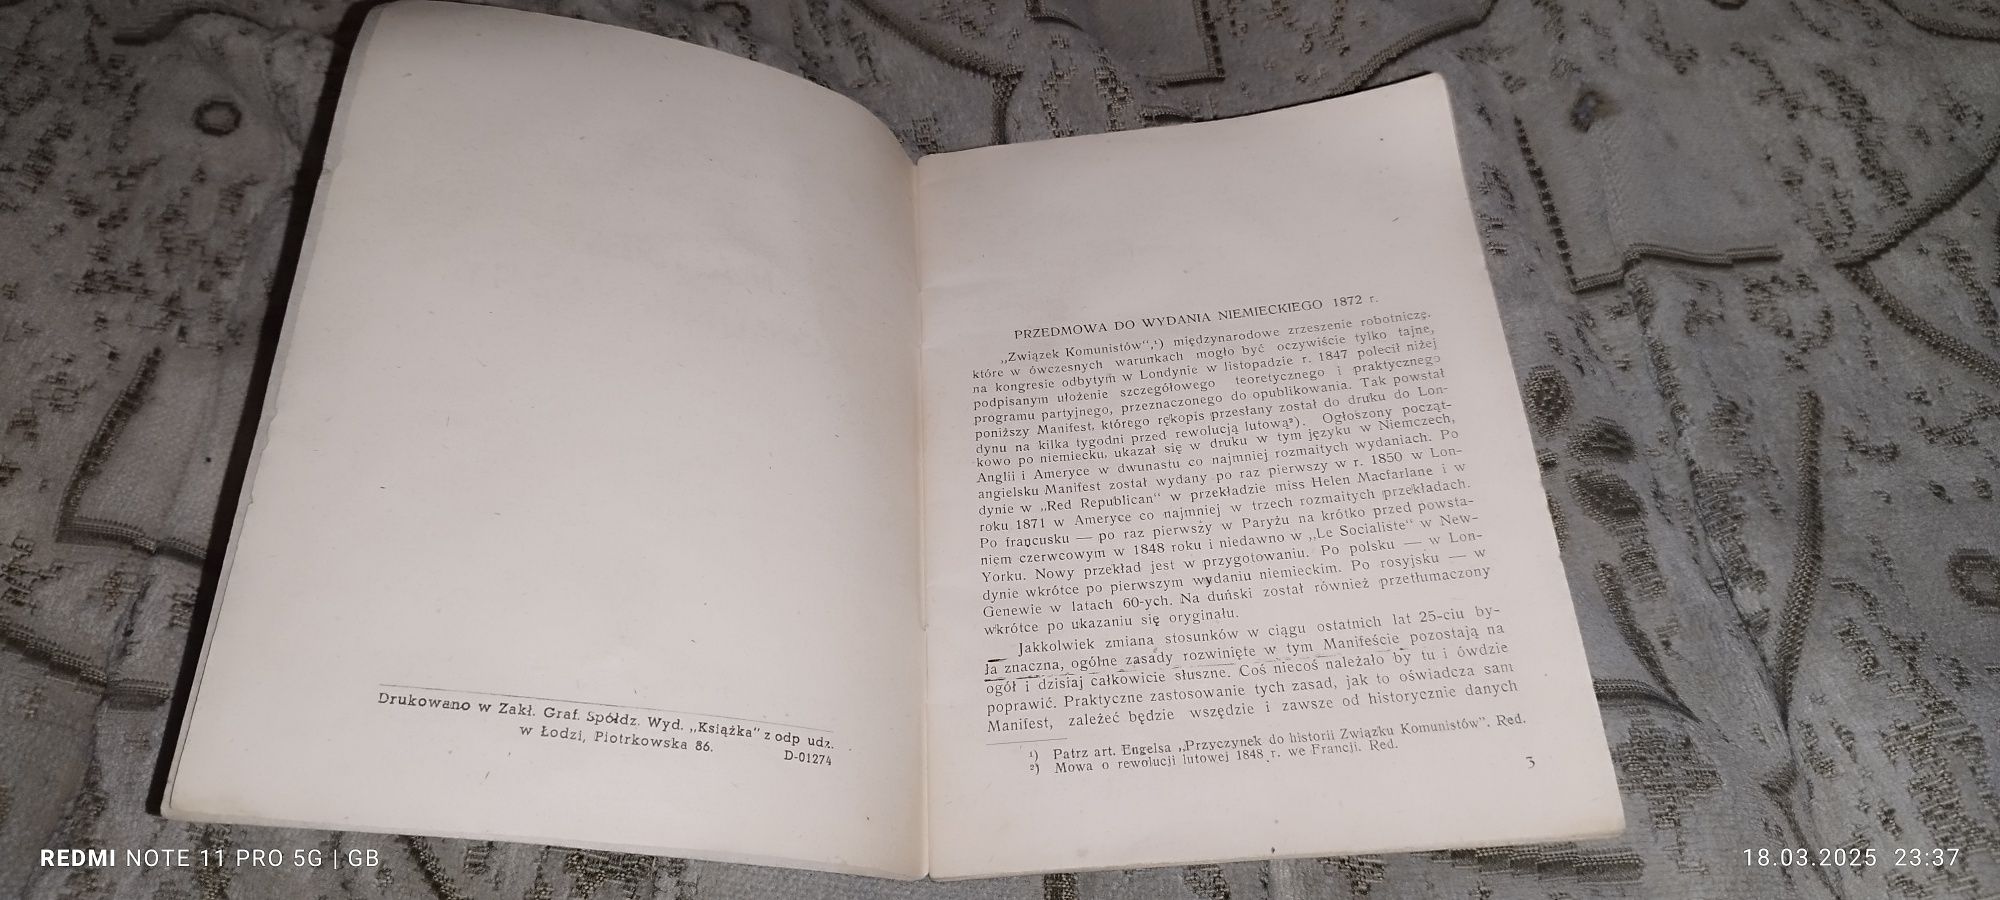 Drukowano w Zakł. Graf. Spółdz. Wyd. „Książka" z odp udz.
w Łodzi, Piotrkowska 86.
D-01274
PRZEDMOWA DO WYDANIA NIEMIECKIEGO 1872 r.
„Związek Komunistów",¹) międzynarodowe zrzeszenie robotnicze,
które w ówczesnych warunkach mogło być oczywiście tylko tajne,
na kongresie odbytym w Londynie w listopadzie r. 1847 polecił niżej
podpisanym ułożenie szczegółowego teoretycznego i praktycznego
programu partyjnego, przeznaczonego do opublikowania. Tak powstał
poniższy Manifest, którego rękopis przesłany został do druku do Lon-
dynu na kilka tygodni przed rewolucją lutową²). Ogłoszony począt-
kowo po niemiecku, ukazał się w druku w tym języku w Niemczech,
Anglii i Ameryce w dwunastu co najmniej rozmaitych wydaniach. Po
angielsku Manifest został wydany po raz pierwszy w r. 1850 w Lon-
dynie w „Red Republican" w przekładzie miss Helen Macfarlane i w
roku 1871 w Ameryce co najmniej w trzech rozmaitych przekładach.
Po francusku — po raz pierwszy w Paryżu na krótko przed powsta-
niem czerwcowym w 1848 roku i niedawno w „Le Socialiste" w New-
Yorku. Nowy przekład jest w przygotowaniu. Po polsku — w Lon-
dynie wkrótce po pierwszym wydaniu niemieckim. Po rosyjsku — w
Genewie w latach 60-ych. Na duński został również przetłumaczony
wkrótce po ukazaniu się oryginału.
Jakkolwiek zmiana stosunków w ciągu ostatnich lat 25-ciu by-
ła znaczna, ogólne zasady rozwinięte w tym Manifeście pozostają na
ogół i dzisiaj całkowicie słuszne. Coś niecoś należało by tu i ówdzie
poprawić. Praktyczne zastosowanie tych zasad, jak to oświadcza sam
Manifest, zależeć będzie wszędzie i zawsze od historycznie danych
¹) Patrz art. Engelsa „Przyczynek do historii Związku Komunistów". Red.
²) Mowa o rewolucji lutowej 1848 r. we Francji. Red.
3
REDMI NOTE 11 PRO 5G | GB
18.03.2025 23:37